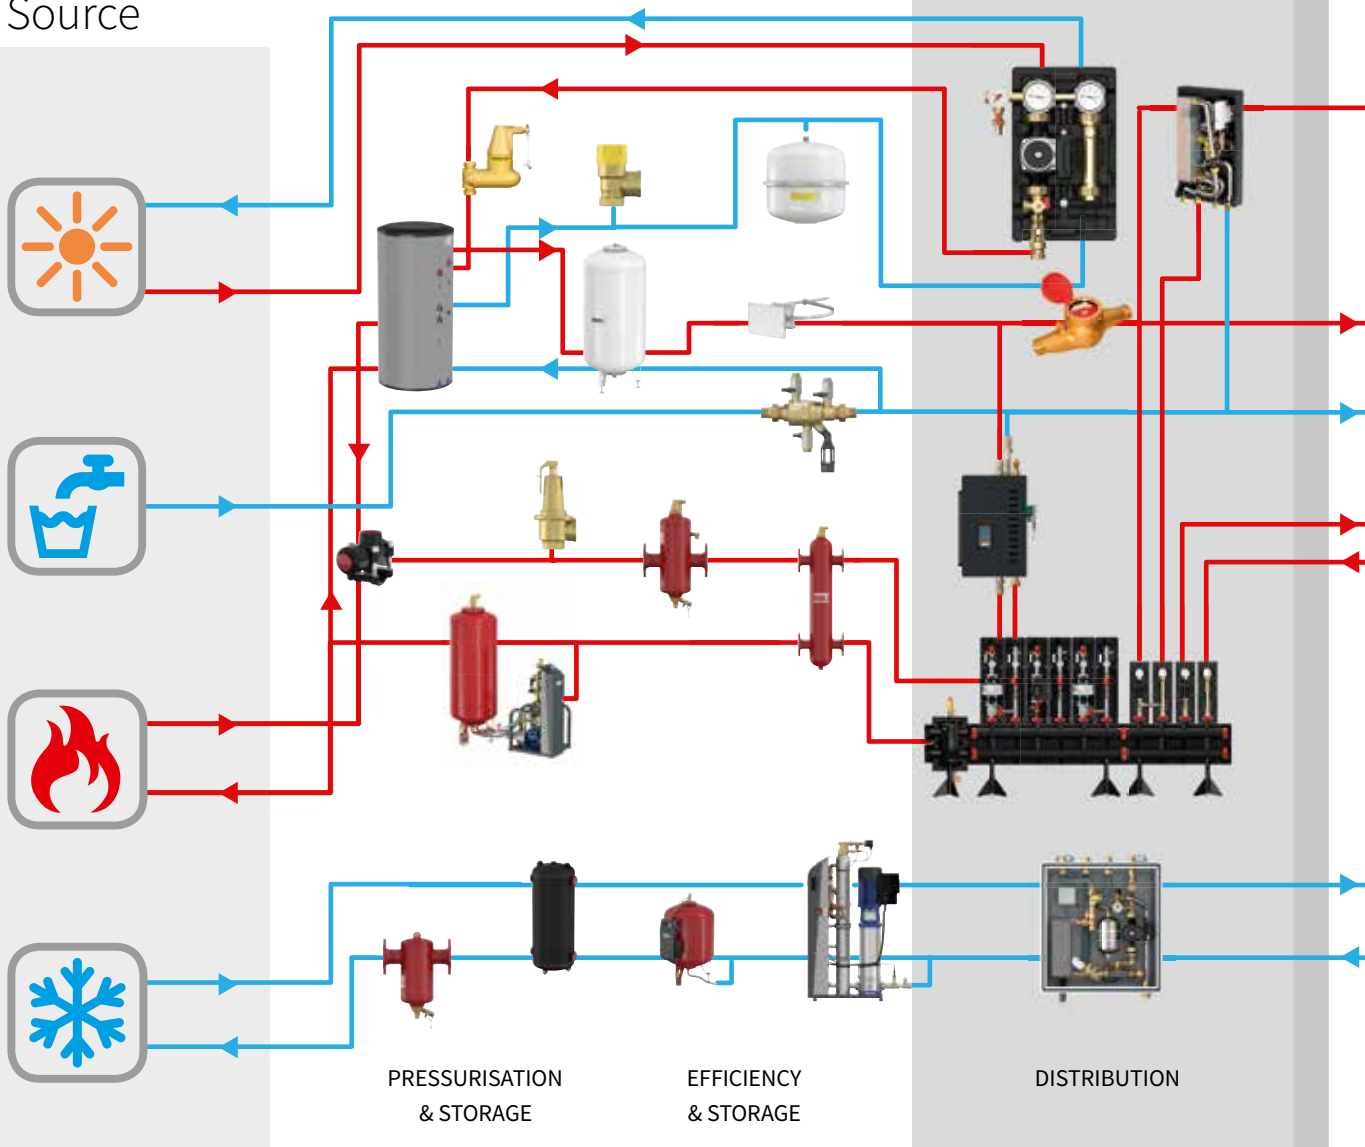 Source
PRESSURISATION
& STORAGE
EFFICIENCY
& STORAGE
DISTRIBUTION